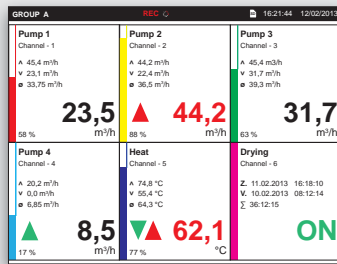 GROUP A REC 16:21:44 12/02/2013
Pump 1
Channel - 1
ʌ 45,4 m³/h
v 23,1 m³/h
ø 33,75 m³/h
23,5
58 % m³/h
Pump 2
Channel - 2
ʌ 44,2 m³/h
v 22,4 m³/h
ø 36,5 m³/h
44,2
88 % m³/h
Pump 3
Channel - 3
ʌ 45,4 m3/h
v 31,7 m³/h
ø 39,3 m³/h
31,7
63 % m³/h
Pump 4
Channel - 4
ʌ 20,2 m³/h
v 0,0 m³/h
ø 6,85 m³/h
8,5
17 % m³/h
Heat
Channel - 5
ʌ 74,8 °C
v 55,4 °C
ø 64,3 °C
62,1
77 % °C
Drying
Channel - 6
Z. 11.02.2013 16:18:10
V. 10.02.2013 08:12:14
∑ 36:12:15
ON